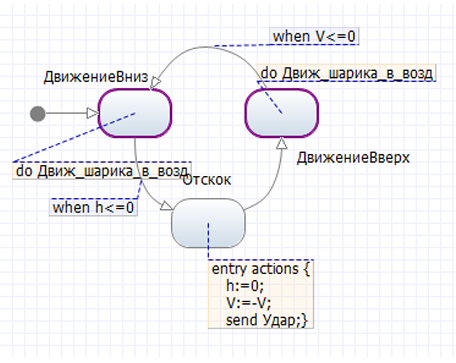 when V<=0
do Движ_шарика_в_возд
ДвижениеВниз
ДвижениеВверх
do Движ_шарика_в_возд
Отскок
when h<=0
entry actions {
h:=0;
V:=-V;
send Удар;}